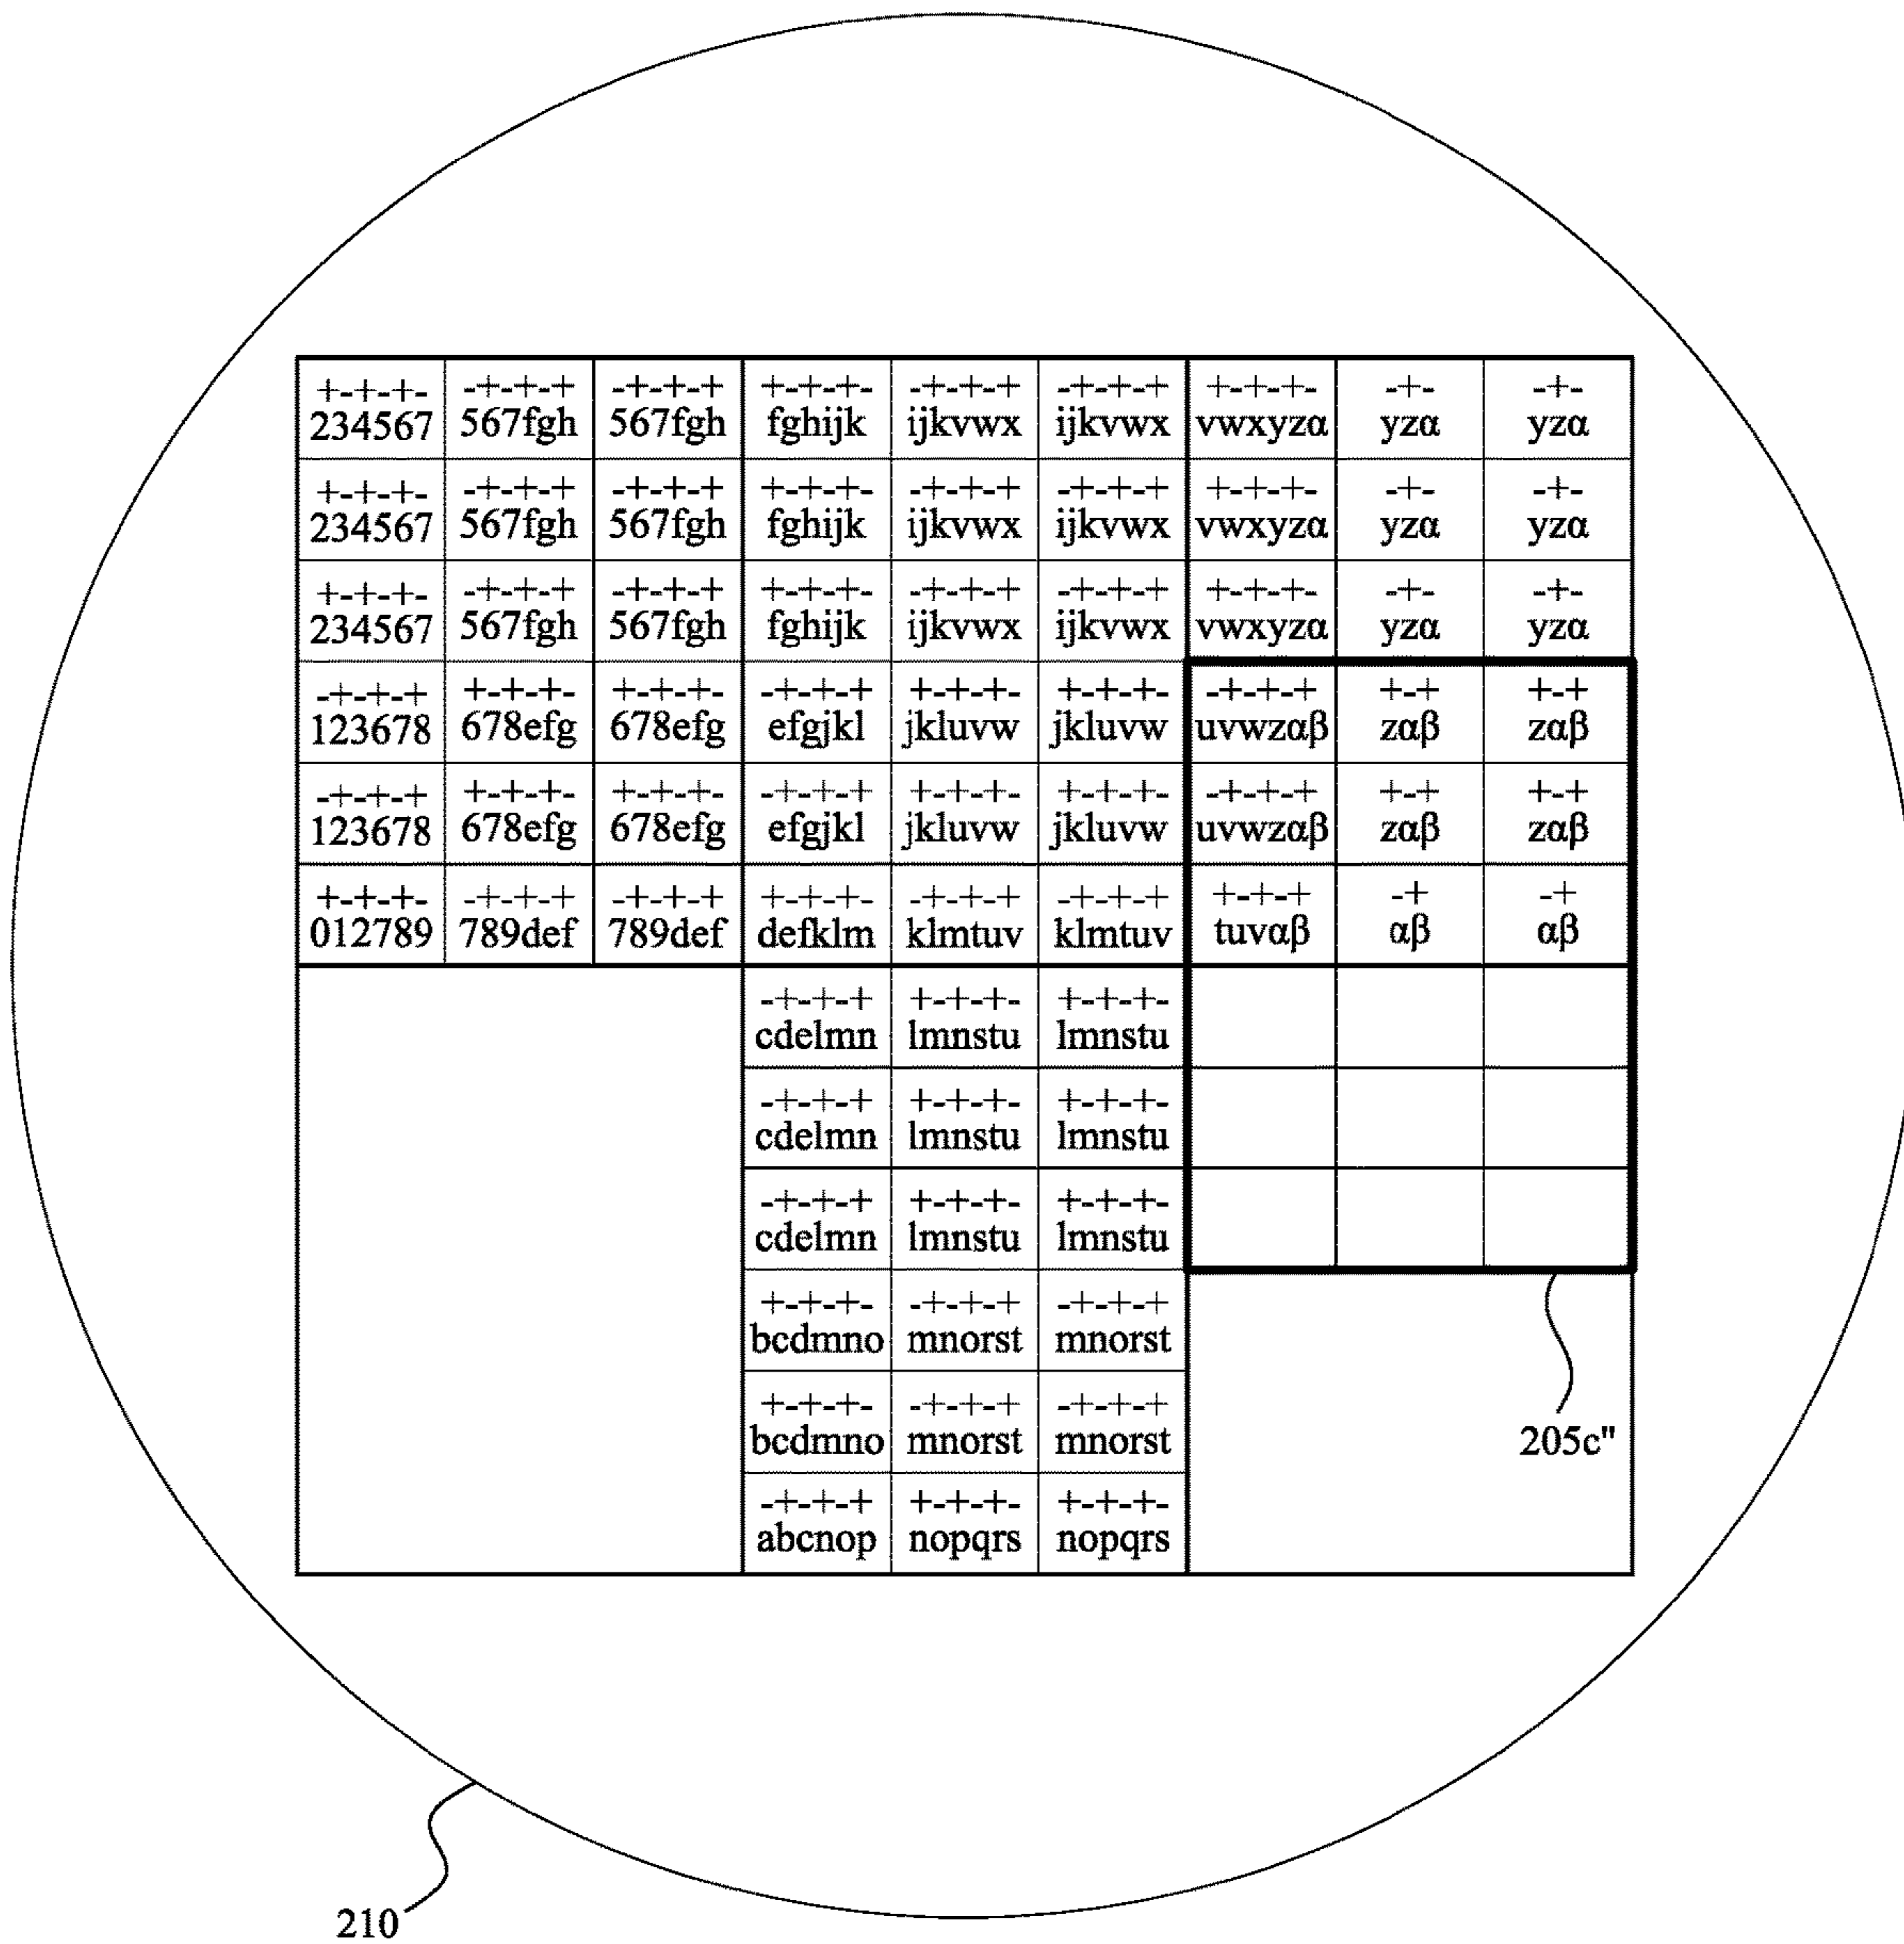 +-+-+- -+-+-+ -+-+-+ +-+-+- -+-+-+ -+-+-+ +-+-+- -+- -+-
234567 567fgh 567fgh fghijk ijkvwx ijkvwx vwxyzα yzα yzα
+-+-+- -+-+-+ -+-+-+ +-+-+- -+-+-+ -+-+-+ +-+-+- -+- -+-
234567 567fgh 567fgh fghijk ijkvwx ijkvwx vwxyzα yzα yzα
+-+-+- -+-+-+ -+-+-+ +-+-+- -+-+-+ -+-+-+ +-+-+- -+- -+-
234567 567fgh 567fgh fghijk ijkvwx ijkvwx vwxyzα yzα yzα
-+-+-+ +-+-+- +-+-+- -+-+-+ +-+-+- +-+-+- -+-+-+ +-+ +-+
123678 678efg 678efg efgjkl jkluvw jkluvw uvwzαβ zαβ zαβ
-+-+-+ +-+-+- +-+-+- -+-+-+ +-+-+- +-+-+- -+-+-+ +-+ +-+
123678 678efg 678efg efgjkl jkluvw jkluvw uvwzαβ zαβ zαβ
+-+-+- -+-+-+ -+-+-+ +-+-+- -+-+-+ -+-+-+ +-+-+ -+ -+
012789 789def 789def defklm klmtuv klmtuv tuvαβ αβ αβ
-+-+-+ +-+-+- +-+-+-
cdelmn lmnstu lmnstu
-+-+-+ +-+-+- +-+-+-
cdelmn lmnstu lmnstu
-+-+-+ +-+-+- +-+-+-
cdelmn lmnstu lmnstu
+-+-+- -+-+-+ -+-+-+
bcdmno mnorst mnorst
+-+-+- -+-+-+ -+-+-+
bcdmno mnorst mnorst
205c"
-+-+-+ +-+-+- +-+-+-
abcnop nopqrs nopqrs
210